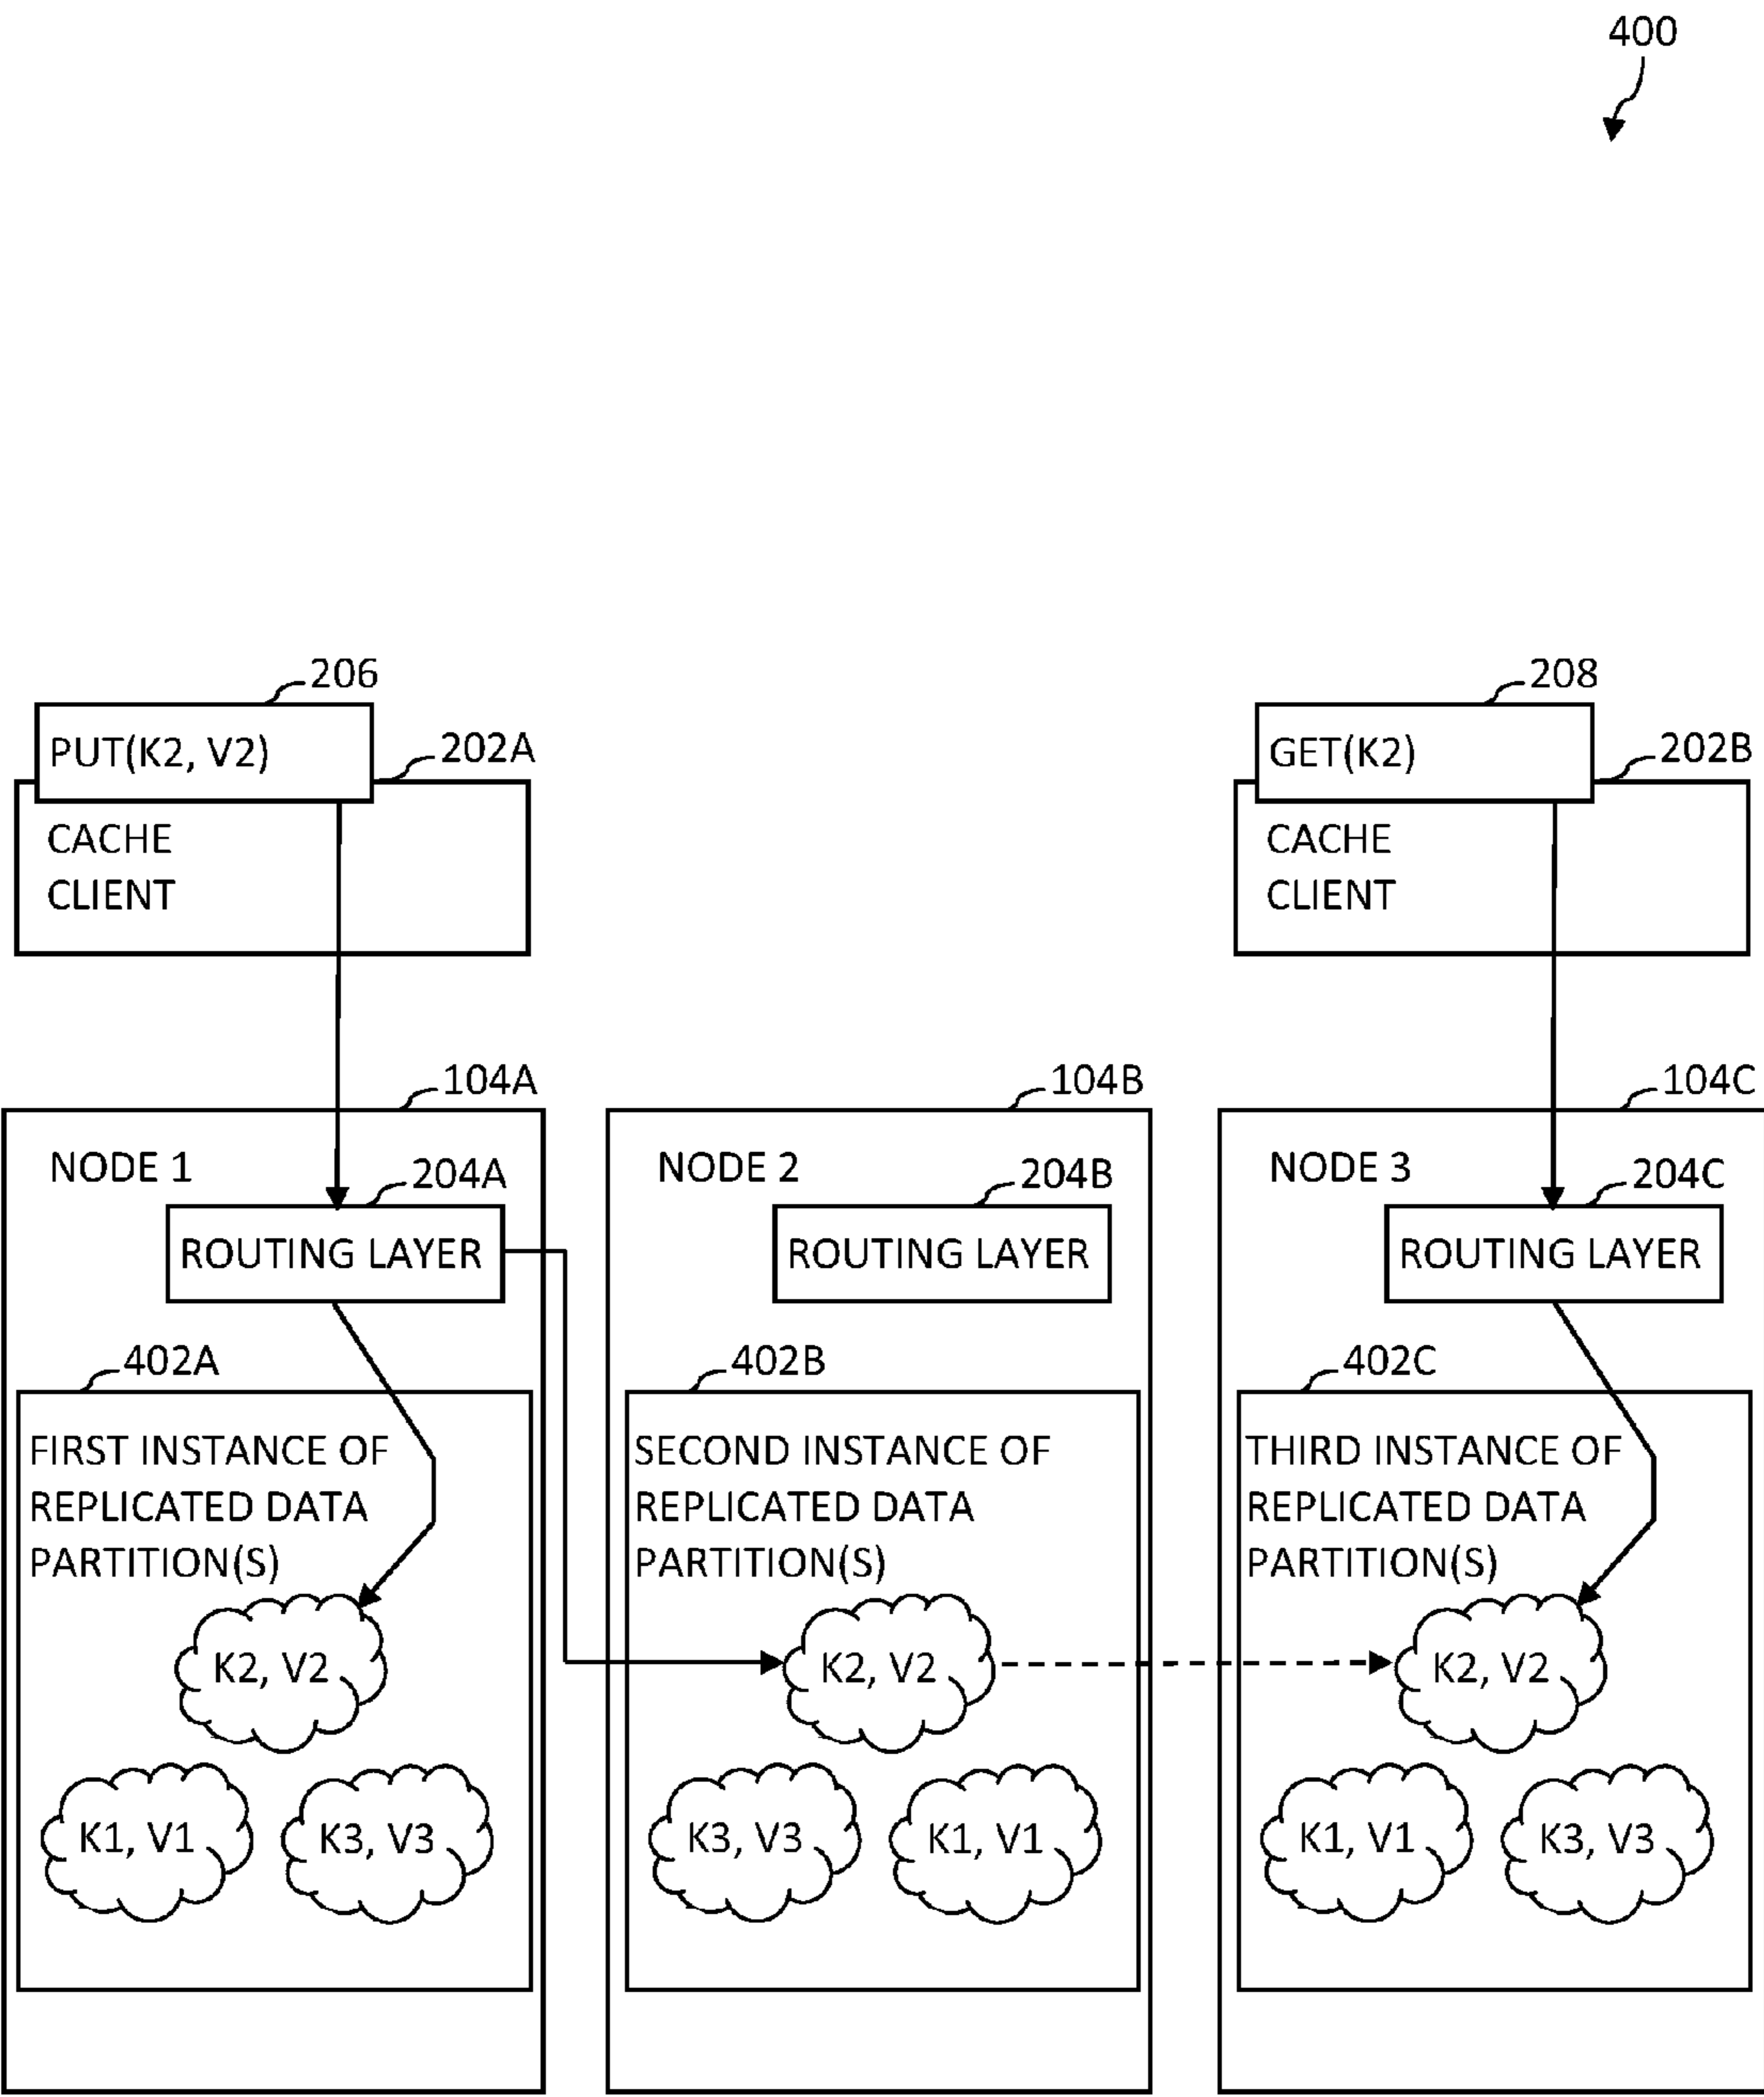 400
206
PUT(K2, V2)
202A
CACHE
CLIENT
208
GET(K2)
202B
CACHE
CLIENT
104A
NODE 1
204A
ROUTING LAYER
402A
FIRST INSTANCE OF
REPLICATED DATA
PARTITION(S)
K2, V2
K1, V1
K3, V3
104B
NODE 2
204B
ROUTING LAYER
402B
SECOND INSTANCE OF
REPLICATED DATA
PARTITION(S)
K2, V2
K3, V3
K1, V1
104C
NODE 3
204C
ROUTING LAYER
402C
THIRD INSTANCE OF
REPLICATED DATA
PARTITION(S)
K2, V2
K1, V1
K3, V3